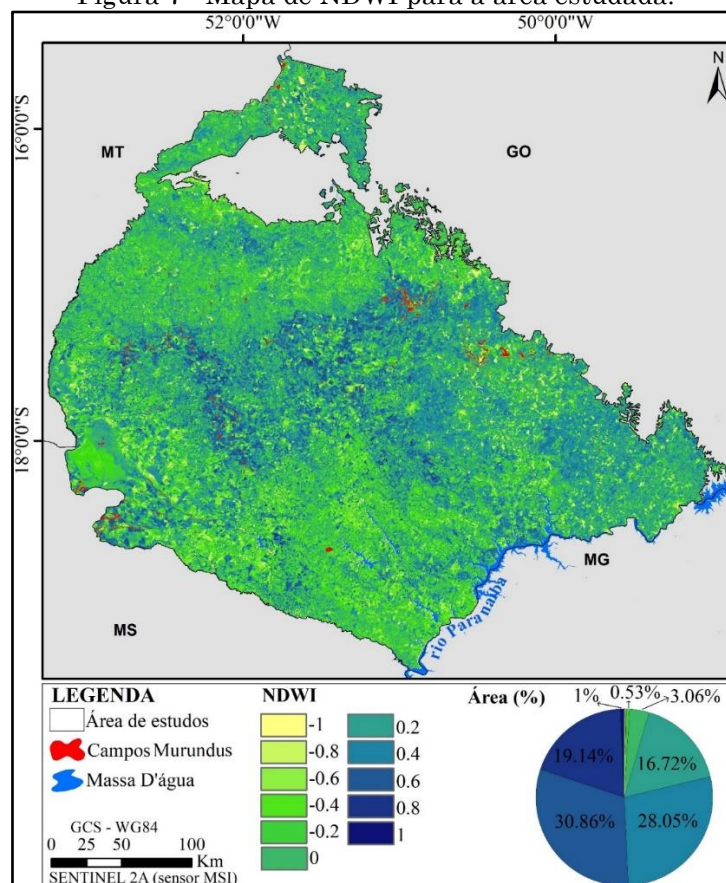 Figura 7 - Mapa de NDWI para a área estudada.
52°0'0"W
50°0'0"W
N
16°0'0"S
MT
GO
18°0'0"S
MG
MS
rio Paranaíba
LEGENDA
Área de estudos
Campos Murundus
Massa D'água
GCS - WG84
0 50 100
Km
SENTINEL 2A (sensor MSI)
NDWI
-1
-0.8
-0.6
-0.4
-0.2
0
0.2
0.4
0.6
0.8
1
Área (%)
1%
0.53%
3.06%
16.72%
28.05%
30.86%
19.14%